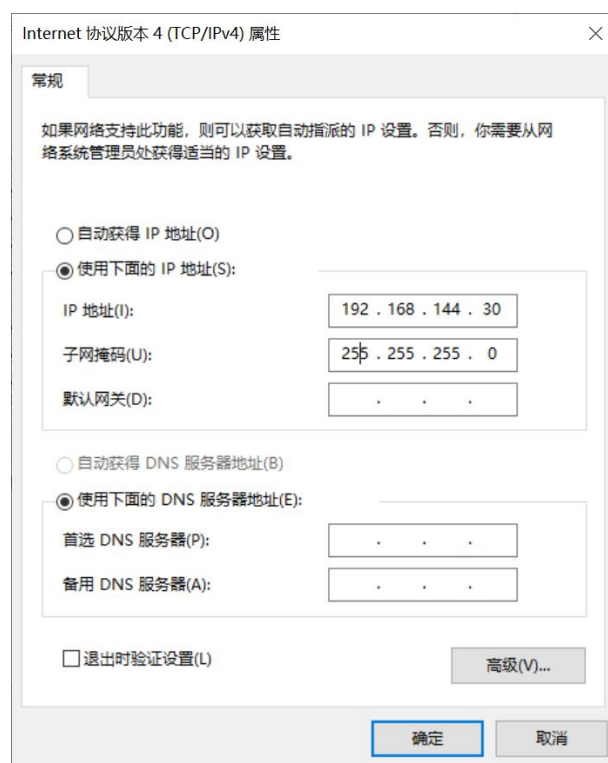 Internet 协议版本 4 (TCP/IPv4) 属性
常规
如果网络支持此功能，则可以获取自动指派的 IP 设置。否则，你需要从网
络系统管理员处获得适当的 IP 设置。
自动获得 IP 地址(O)
使用下面的 IP 地址(S):
IP 地址(I): 192 . 168 . 144 . 30
子网掩码(U): 255 . 255 . 255 . 0
默认网关(D): . . .
自动获得 DNS 服务器地址(B)
使用下面的 DNS 服务器地址(E):
首选 DNS 服务器(P): . . .
备用 DNS 服务器(A): . . .
退出时验证设置(L)
高级(V)...
确定 取消